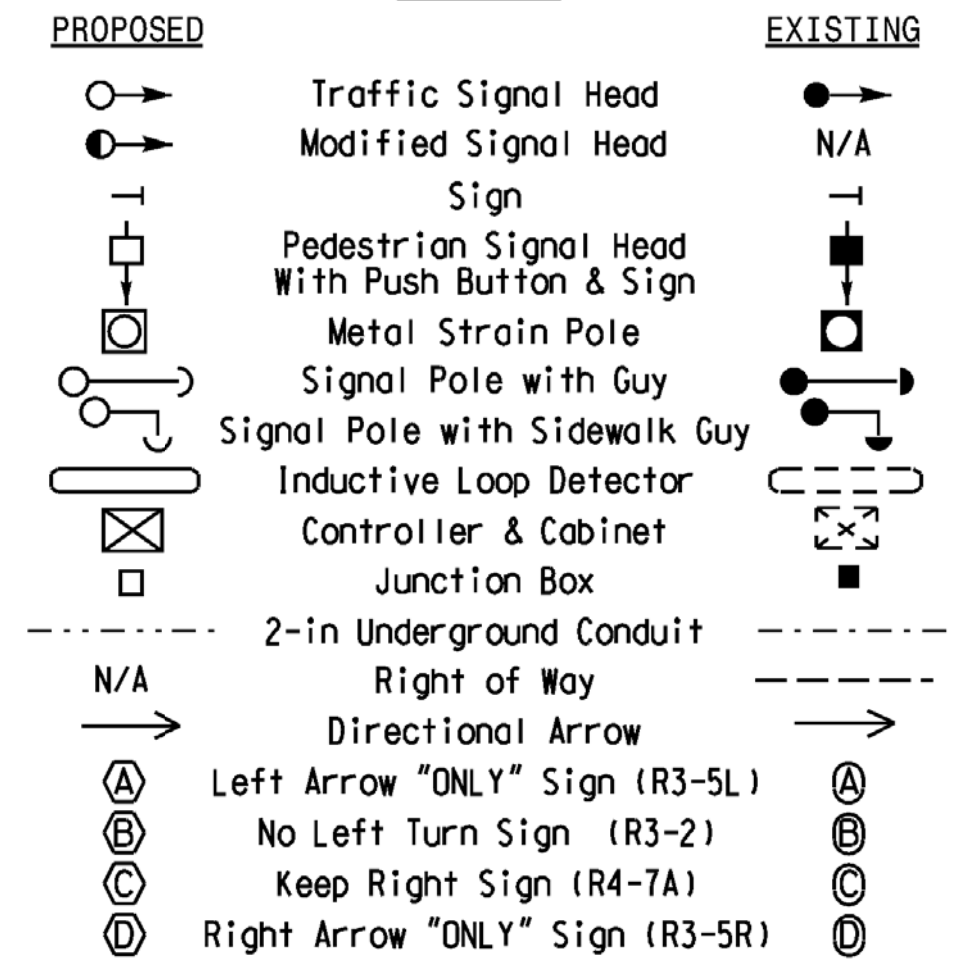 PROPOSED EXISTING
Traffic Signal Head
Modified Signal Head N/A
Sign
Pedestrian Signal Head
With Push Button & Sign
Metal Strain Pole
Signal Pole with Guy
Signal Pole with Sidewalk Guy
Inductive Loop Detector
Controller & Cabinet
Junction Box
2-in Underground Conduit
N/A Right of Way
Directional Arrow
A Left Arrow "ONLY" Sign (R3-5L) A
B No Left Turn Sign (R3-2) B
C Keep Right Sign (R4-7A) C
D Right Arrow "ONLY" Sign (R3-5R) D